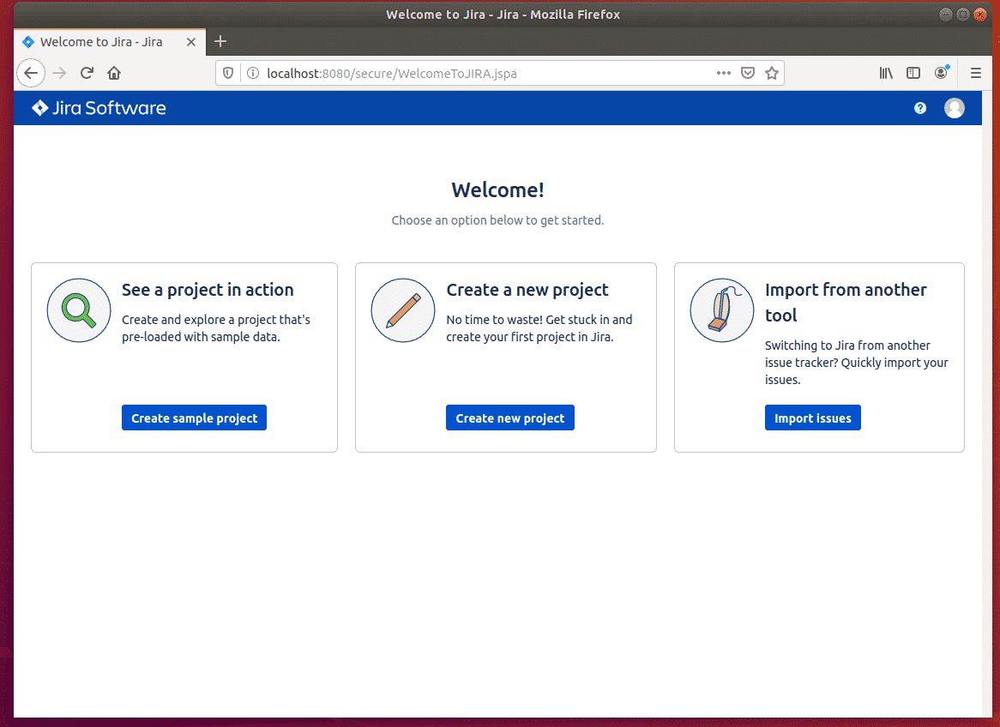 Welcome to Jira - Jira - Mozilla Firefox
Welcome to Jira - Jira
localhost:8080/secure/WelcomeToJIRA.jspa
Jira Software
Welcome!
Choose an option below to get started.
See a project in action
Create and explore a project that's
pre-loaded with sample data.
Create sample project
Create a new project
No time to waste! Get stuck in and
create your first project in Jira.
Create new project
Import from another
tool
Switching to Jira from another
issue tracker? Quickly import your
issues.
Import issues